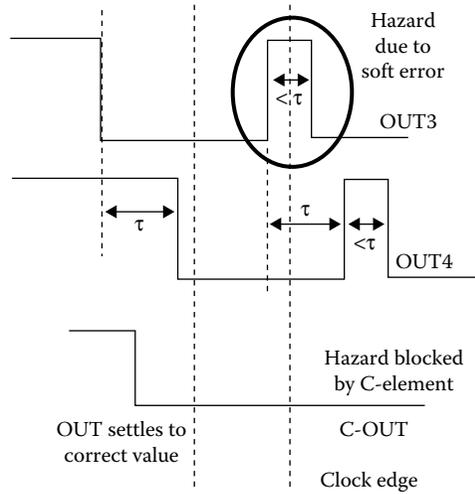 Hazard
due to
soft error
< τ
OUT3
τ
τ
<τ
OUT4
Hazard blocked
by C-element
OUT settles to
correct value
C-OUT
Clock edge